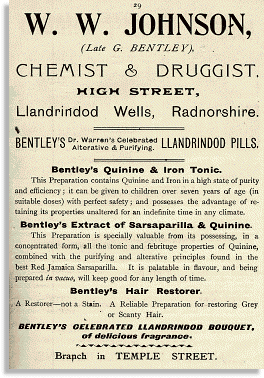 29
W. W. JOHNSON,
(Late G. BENTLEY),
CHEMIST & DRUGGIST.
HIGH STREET,
Llandrindod Wells, Radnorshire.
BENTLEY'S Dr. Warren's Celebrated Alterative & Purifying. LLANDRINDOD PILLS.
Bentley's Quinine & Iron Tonic.
This Preparation contains Quinine and Iron in a high state of purity
and efficiency; it can be given to children over seven years of age (in
suitable doses) with perfect safety; and possesses the advantage of re-
taining its properties unaltered for an indefinite time in any climate.
Bentley's Extract of Sarsaparilla & Quinine.
This Preparation is specially valuable from its possessing, in a
concentrated form, all the tonic and febrifuge properties of Quinine,
combined with the purifying and alterative principles found in the
best Red Jamaica Sarsaparilla. It is palatable in flavour, and being
prepared in vacuo, will keep good for any length of time.
Bentley's Hair Restorer.
A Restorer—not a Stain. A Reliable Preparation for restoring Grey
or Scanty Hair.
BENTLEY'S CELEBRATED LLANDRINDOD BOUQUET,
of delicious fragrance.
Branch in TEMPLE STREET.